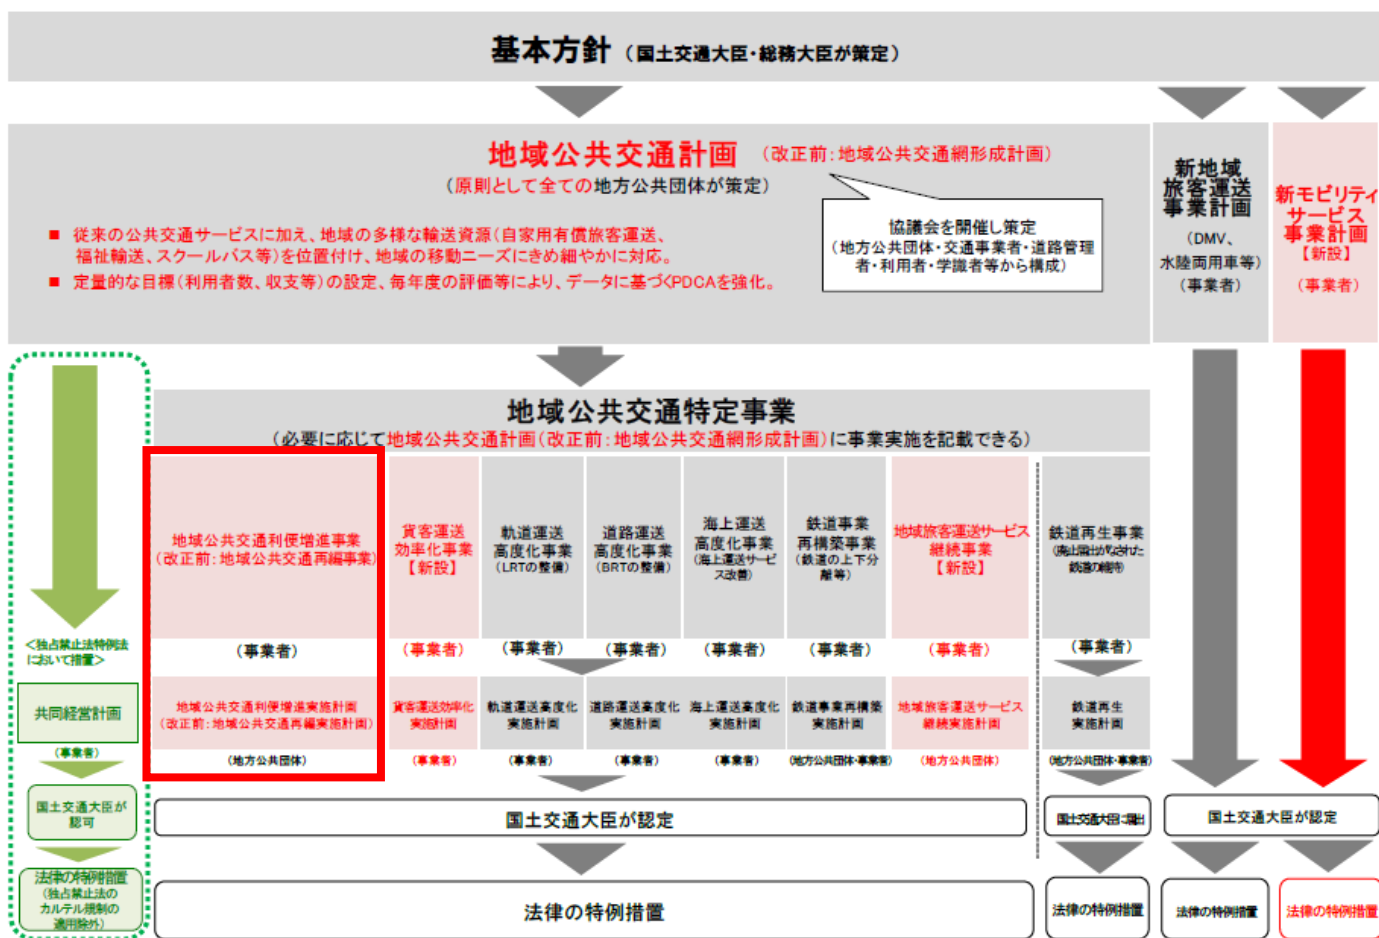 基本方針（国土交通大臣・総務大臣が策定）
地域公共交通計画（改正前：地域公共交通網形成計画）
（原則として全ての地方公共団体が策定）
■ 従来の公共交通サービスに加え、地域の多様な輸送資源（自家用有償旅客運送、
福祉輸送、スクールバス等）を位置付け、地域の移動ニーズにきめ細やかに対応。
■ 定量的な目標（利用者数、収支等）の設定、毎年度の評価等により、データに基づくPDCAを強化。
協議会を開催し策定
（地方公共団体・交通事業者・道路管理
者・利用者・学識者等から構成）
新地域
旅客運送
事業計画
（DMV、
水陸両用車等）
（事業者）
新モビリティ
サービス
事業計画
【新設】
（事業者）
地域公共交通特定事業
（必要に応じて地域公共交通計画（改正前：地域公共交通網形成計画）に事業実施を記載できる）
地域公共交通利便増進事業
（改正前：地域公共交通再編事業）
（事業者）
貨客運送
効率化事業
【新設】
（事業者）
軌道運送
高度化事業
（LRTの整備）
（事業者）
道路運送
高度化事業
（BRTの整備）
（事業者）
海上運送
高度化事業
（海上運送サービ
ス改善）
（事業者）
鉄道事業
再構築事業
（鉄道の上下分
離等）
（事業者）
地域旅客運送サービス
継続事業
【新設】
（事業者）
鉄道再生事業
（廃止届出がなされた
鉄道の維持）
（事業者）
＜独占禁止法特例法
において措置＞
共同経営計画
（事業者）
国土交通大臣が
認可
法律の特例措置
（独占禁止法の
カルテル規制の
適用除外）
地域公共交通利便増進実施計画
（改正前：地域公共交通再編実施計画）
（地方公共団体）
貨客運送効率化
実施計画
（事業者）
軌道運送高度化
実施計画
（事業者）
道路運送高度化
実施計画
（事業者）
海上運送高度化
実施計画
（事業者）
鉄道事業再構築
実施計画
（地方公共団体・事業者）
地域旅客運送サービス
継続実施計画
（地方公共団体）
鉄道再生
実施計画
（地方公共団体・事業者）
国土交通大臣が認定
国土交通大臣に届出
国土交通大臣が認定
法律の特例措置
法律の特例措置
法律の特例措置
法律の特例措置